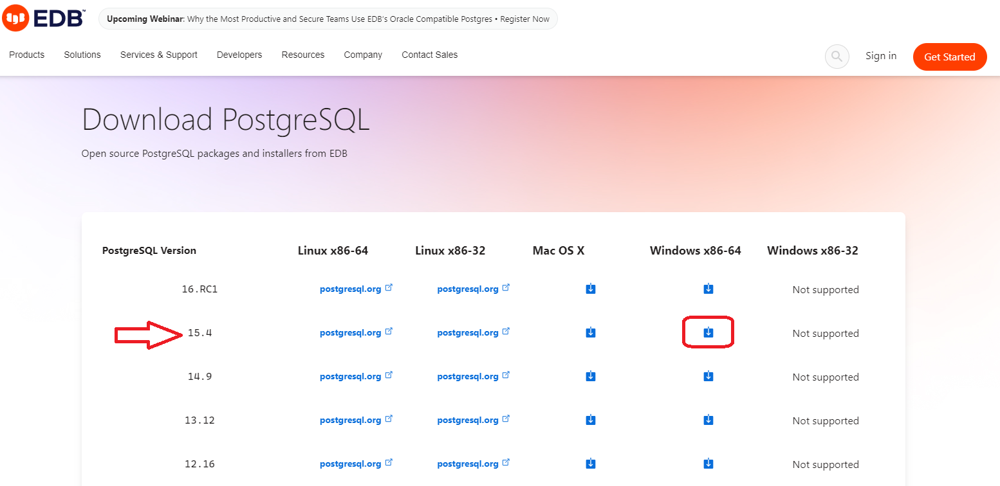 EDB™
Upcoming Webinar: Why the Most Productive and Secure Teams Use EDB's Oracle Compatible Postgres • Register Now
Products Solutions Services & Support Developers Resources Company Contact Sales Sign in Get Started
Download PostgreSQL
Open source PostgreSQL packages and installers from EDB
PostgreSQL Version Linux x86-64 Linux x86-32 Mac OS X Windows x86-64 Windows x86-32
16.RC1 postgresql.org postgresql.org Not supported
15.4 postgresql.org postgresql.org Not supported
14.9 postgresql.org postgresql.org Not supported
13.12 postgresql.org postgresql.org Not supported
12.16 postgresql.org postgresql.org Not supported